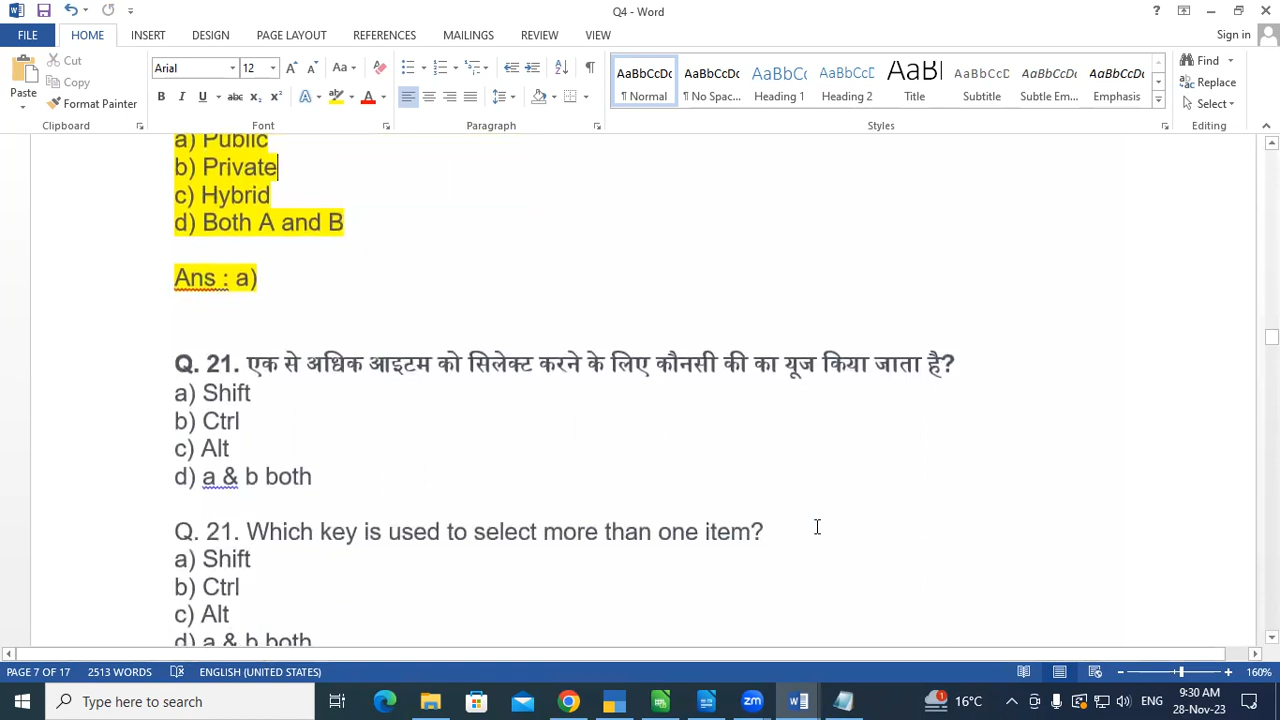 Q4 - Word
?
FILE HOME INSERT DESIGN PAGE LAYOUT REFERENCES MAILINGS REVIEW VIEW Sign in
Paste Cut
Copy
Format Painter
Clipboard
Arial 12
Font
Paragraph
AaBbCcDc AaBbCcDc AaBbCc AaBbCcD AaBl AaBbCcD AaBbCcDc AaBbCcDc
¶ Normal ¶ No Spac... Heading 1 Heading 2 Title Subtitle Subtle Em... Emphasis
Styles
Find
Replace
Select
Editing
a) Public
b) Private
c) Hybrid
d) Both A and B
Ans : a)
Q. 21. एक से अधिक आइटम को सिलेक्ट करने के लिए कौनसी की का यूज किया जाता है?
a) Shift
b) Ctrl
c) Alt
d) a & b both
Q. 21. Which key is used to select more than one item?
a) Shift
b) Ctrl
c) Alt
d) a & b both
PAGE 7 OF 17 2513 WORDS ENGLISH (UNITED STATES) 160%
Type here to search
16°C ENG
9:30 AM
28-Nov-23